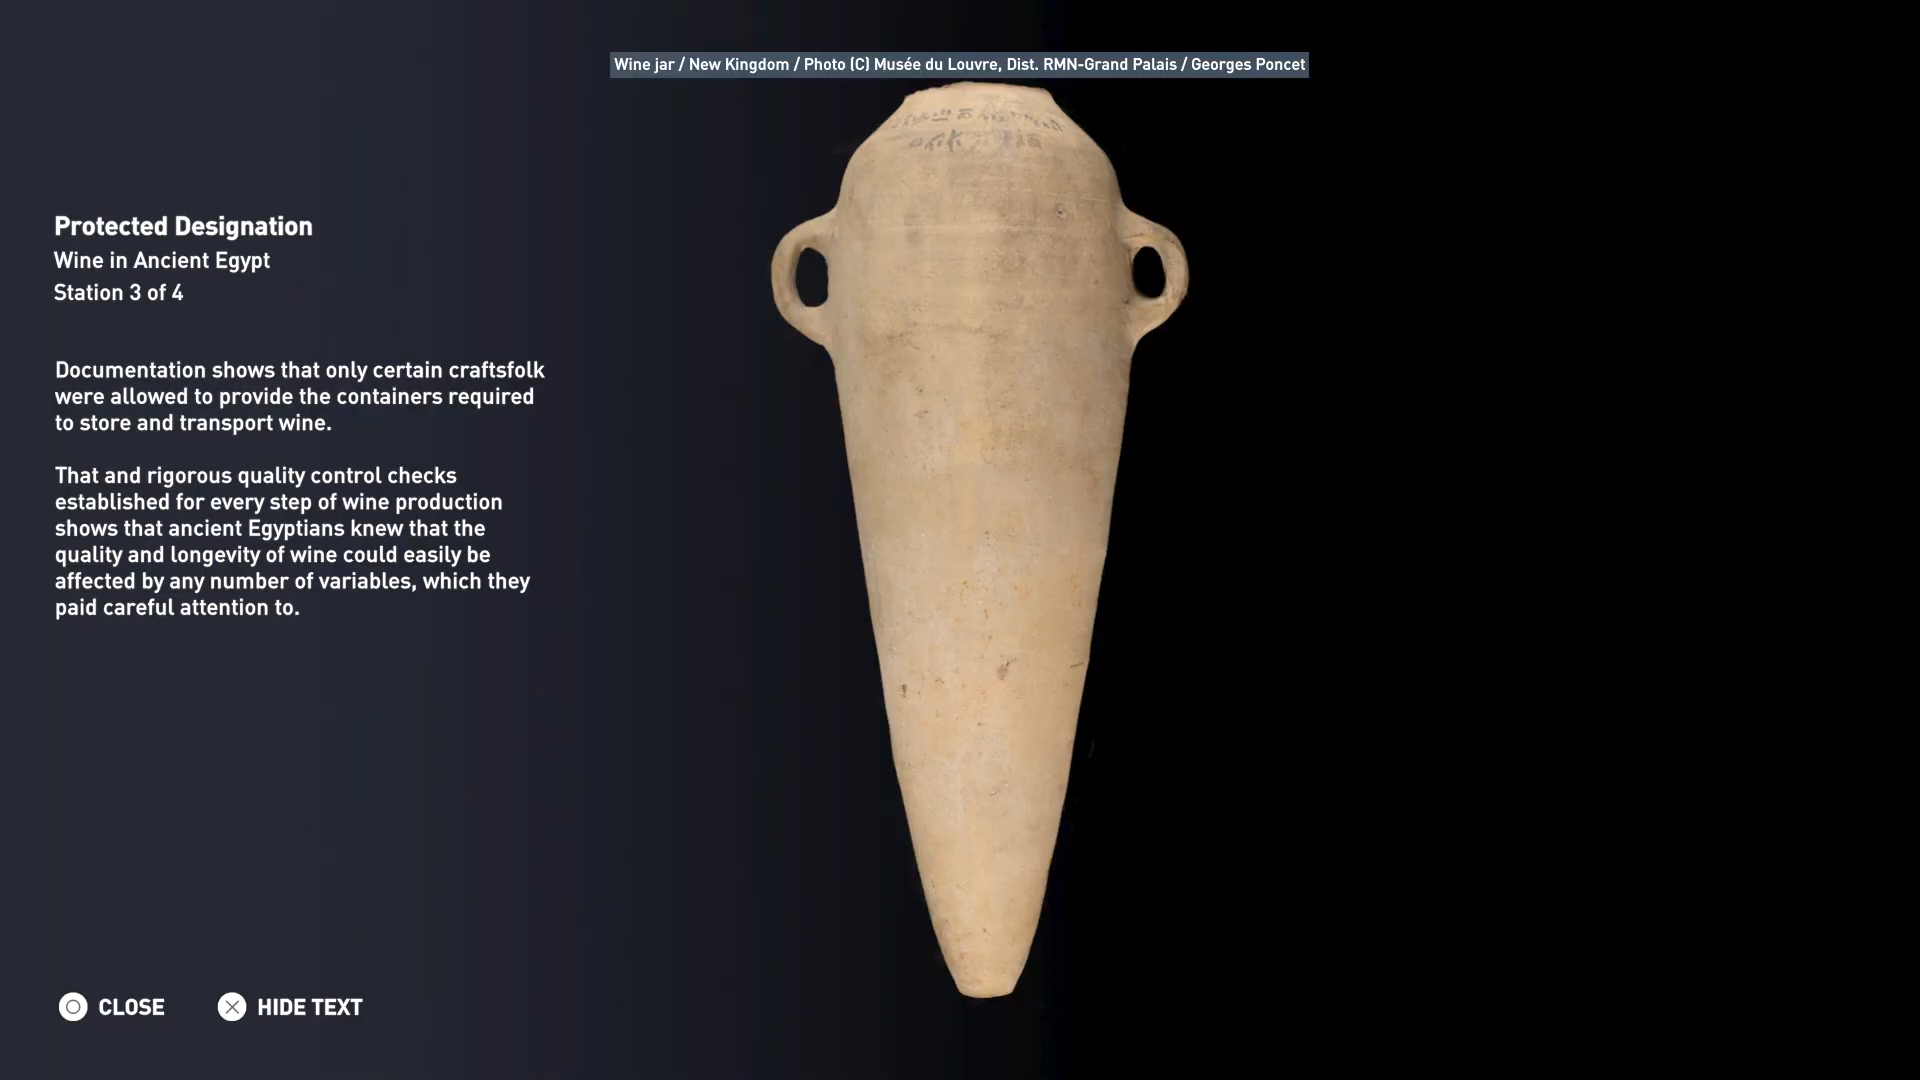 Wine jar / New Kingdom / Photo (C) Musée du Louvre, Dist. RMN-Grand Palais / Georges Poncet
Protected Designation
Wine in Ancient Egypt
Station 3 of 4
Documentation shows that only certain craftsfolk
were allowed to provide the containers required
to store and transport wine.
That and rigorous quality control checks
established for every step of wine production
shows that ancient Egyptians knew that the
quality and longevity of wine could easily be
affected by any number of variables, which they
paid careful attention to.
CLOSE
HIDE TEXT